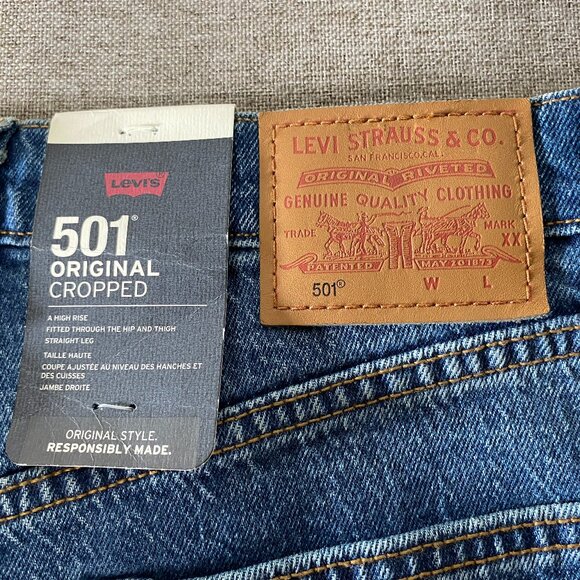 Levi's
501®
ORIGINAL
CROPPED
A HIGH RISE
FITTED THROUGH THE HIP AND THIGH
STRAIGHT LEG
TAILLE HAUTE
COUPE AJUSTÉE AU NIVEAU DES HANCHES ET
DES CUISSES
JAMBE DROITE
ORIGINAL STYLE.
RESPONSIBLY MADE.
LEVI STRAUSS & CO.
SAN FRANCISCO,CAL.
ORIGINAL RIVETED
GENUINE QUALITY CLOTHING
TRADE MARK
XX
PATENTED MAY 20 1873
501® W L